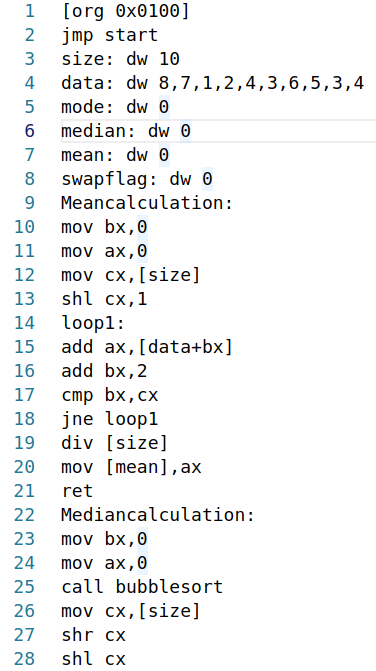 1 [org 0x0100]
2 jmp start
3 size: dw 10
4 data: dw 8,7,1,2,4,3,6,5,3,4
5 mode: dw 0
6 median: dw 0
7 mean: dw 0
8 swapflag: dw 0
9 Meancalculation:
10 mov bx,0
11 mov ax,0
12 mov cx,[size]
13 shl cx,1
14 loop1:
15 add ax,[data+bx]
16 add bx,2
17 cmp bx,cx
18 jne loop1
19 div [size]
20 mov [mean],ax
21 ret
22 Mediancalculation:
23 mov bx,0
24 mov ax,0
25 call bubblesort
26 mov cx,[size]
27 shr cx
28 shl cx